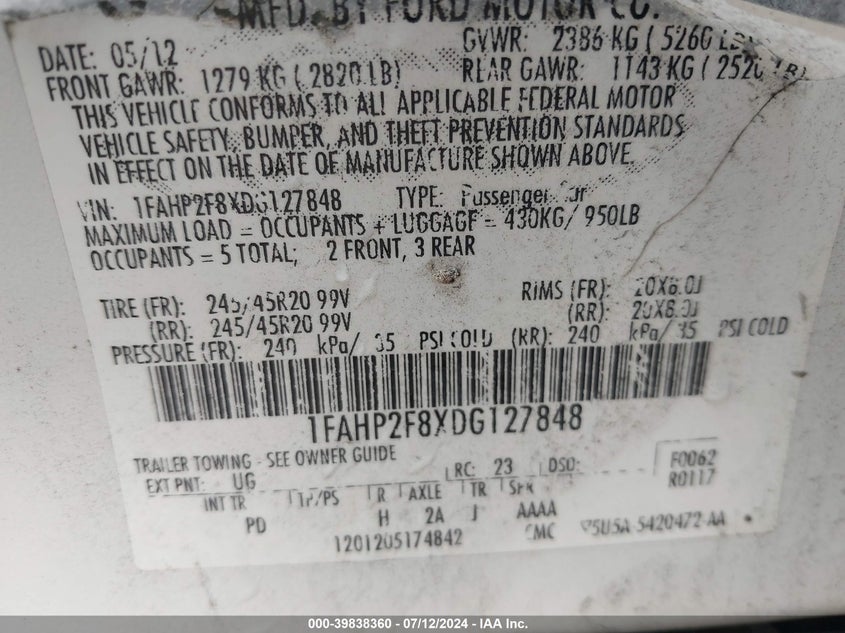 MFD. BY FORD MOTOR CO.
DATE: 05/12 GVWR: 2386 KG ( 5260 LB)
FRONT GAWR: 1279 KG ( 2820 LB) REAR GAWR: 1143 KG ( 2520 LB)
THIS VEHICLE CONFORMS TO ALL APPLICABLE FEDERAL MOTOR
VEHICLE SAFETY, BUMPER, AND THEFT PREVENTION STANDARDS
IN EFFECT ON THE DATE OF MANUFACTURE SHOWN ABOVE.
VIN: 1FAHP2F8XDG127848 TYPE: Passenger Car
MAXIMUM LOAD = OCCUPANTS + LUGGAGE = 430KG/ 950LB
OCCUPANTS = 5 TOTAL; 2 FRONT, 3 REAR
TIRE (FR): 245/45R20 99V RIMS (FR): 20X8.0J
(RR): 245/45R20 99V (RR): 20X8.0J
PRESSURE (FR): 240 kPa/ 35 PSI COLD (RR): 240 kPa/ 35 PSI COLD
1FAHP2F8XDG127848
TRAILER TOWING - SEE OWNER GUIDE
EXT PNT: UG RC: 23 DSO: F0062
R0117
INT TR TP/PS R AXLE TR SPR
PD H 2A J AAAA
1201205174842 5420472-AA
000-39838360 - 07/12/2024 - IAA Inc.